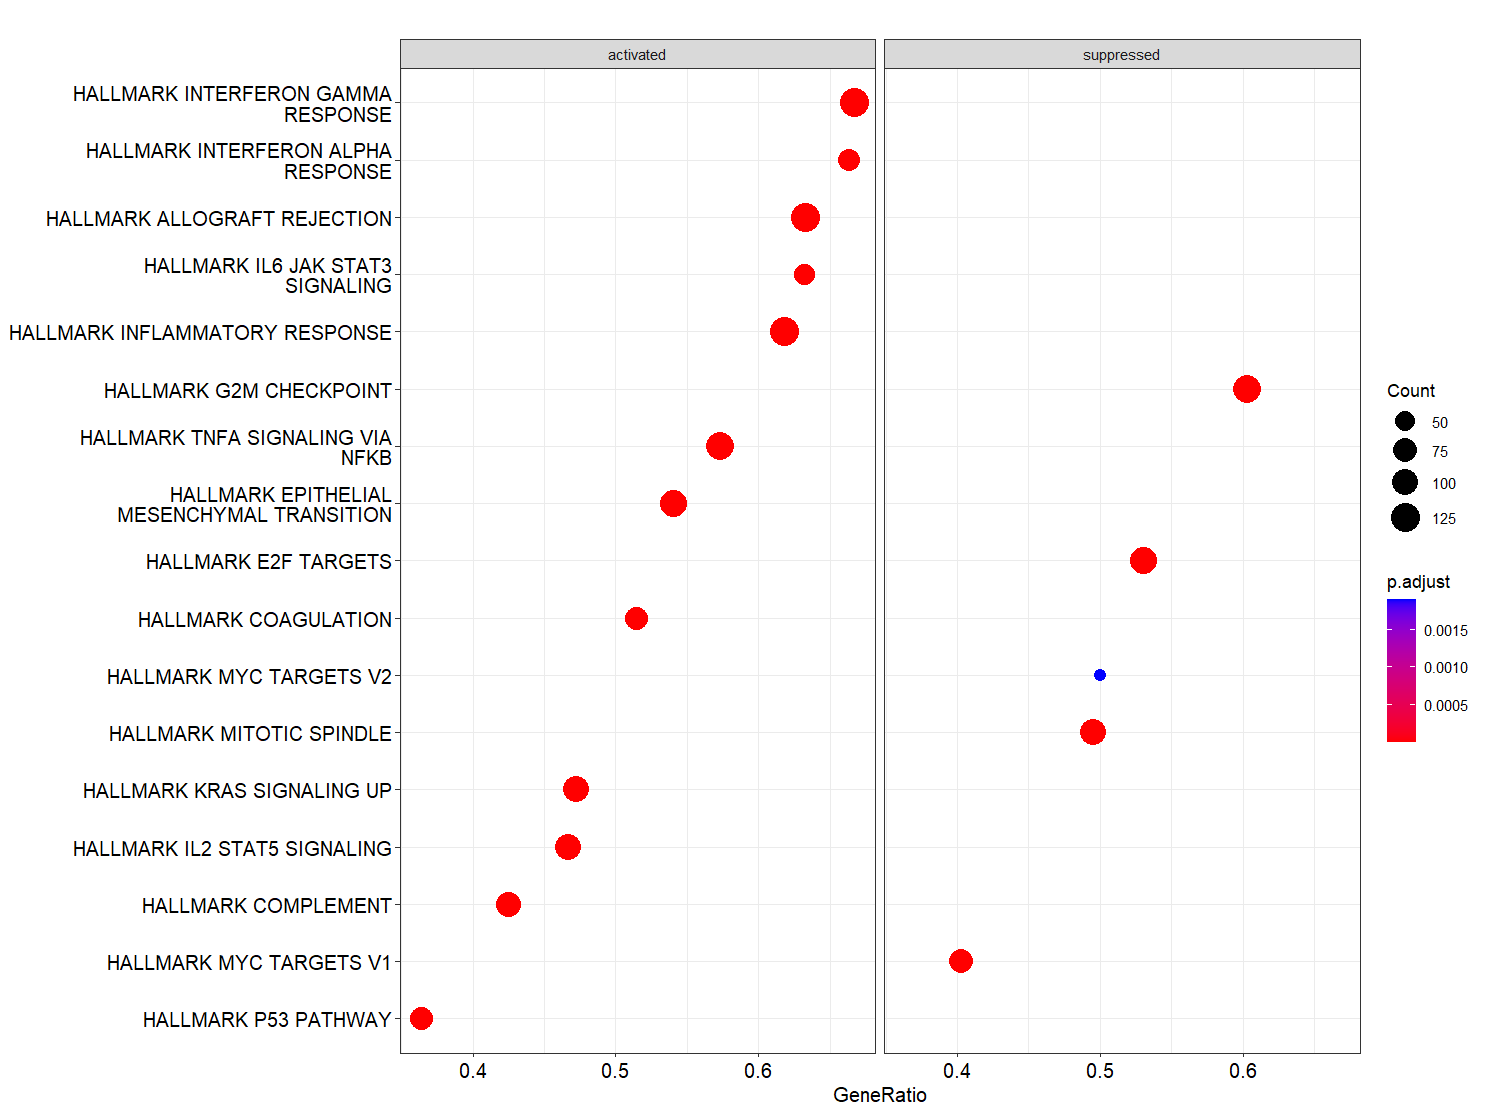 activated
suppressed
HALLMARK INTERFERON GAMMA
RESPONSE
HALLMARK INTERFERON ALPHA
RESPONSE
HALLMARK ALLOGRAFT REJECTION
HALLMARK IL6 JAK STAT3
SIGNALING
HALLMARK INFLAMMATORY RESPONSE
HALLMARK G2M CHECKPOINT
HALLMARK TNFA SIGNALING VIA
NFKB
HALLMARK EPITHELIAL
MESENCHYMAL TRANSITION
HALLMARK E2F TARGETS
HALLMARK COAGULATION
HALLMARK MYC TARGETS V2
HALLMARK MITOTIC SPINDLE
HALLMARK KRAS SIGNALING UP
HALLMARK IL2 STAT5 SIGNALING
HALLMARK COMPLEMENT
HALLMARK MYC TARGETS V1
HALLMARK P53 PATHWAY
0.4 0.5 0.6
0.4 0.5 0.6
GeneRatio
Count
50
75
100
125
p.adjust
0.0015
0.0010
0.0005